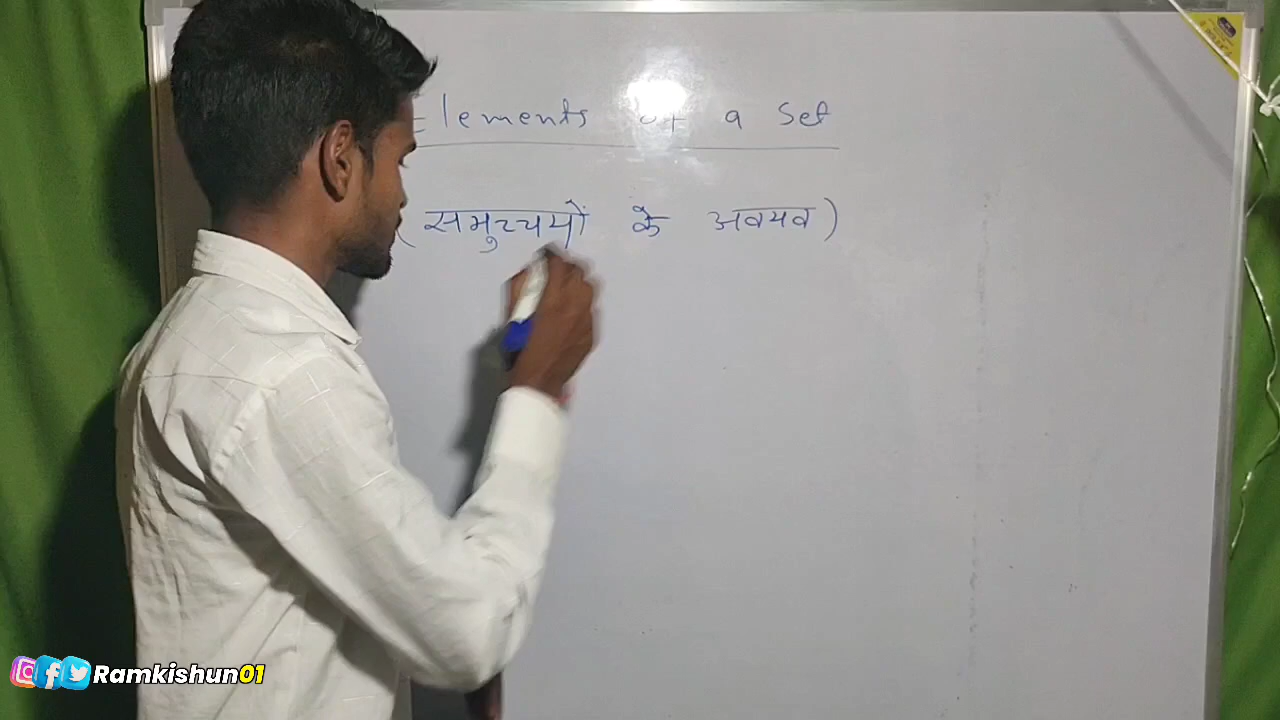 Elements of a Set
(समुच्चयों के अवयव)
Ramkishun01